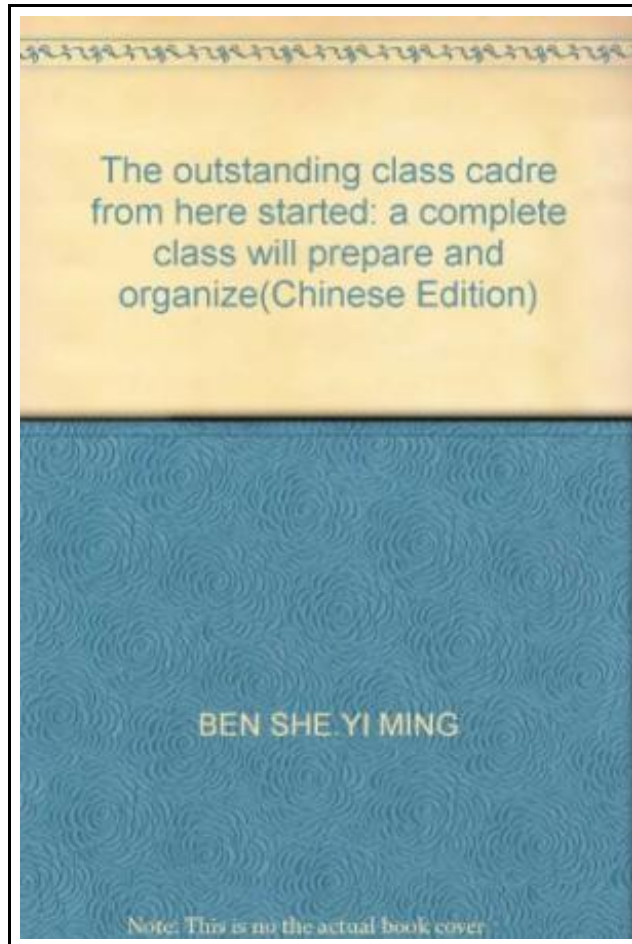 The outstanding class cadre
from here started: a complete
class will prepare and
organize(Chinese Edition)
BEN SHE.YI MING
Note: This is no the actual book cover